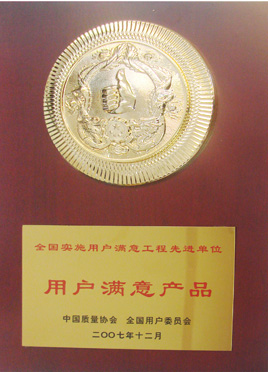 全国实施用户满意工程先进单位
用户满意产品
中国质量协会 全国用户委员会
二〇〇七年十二月